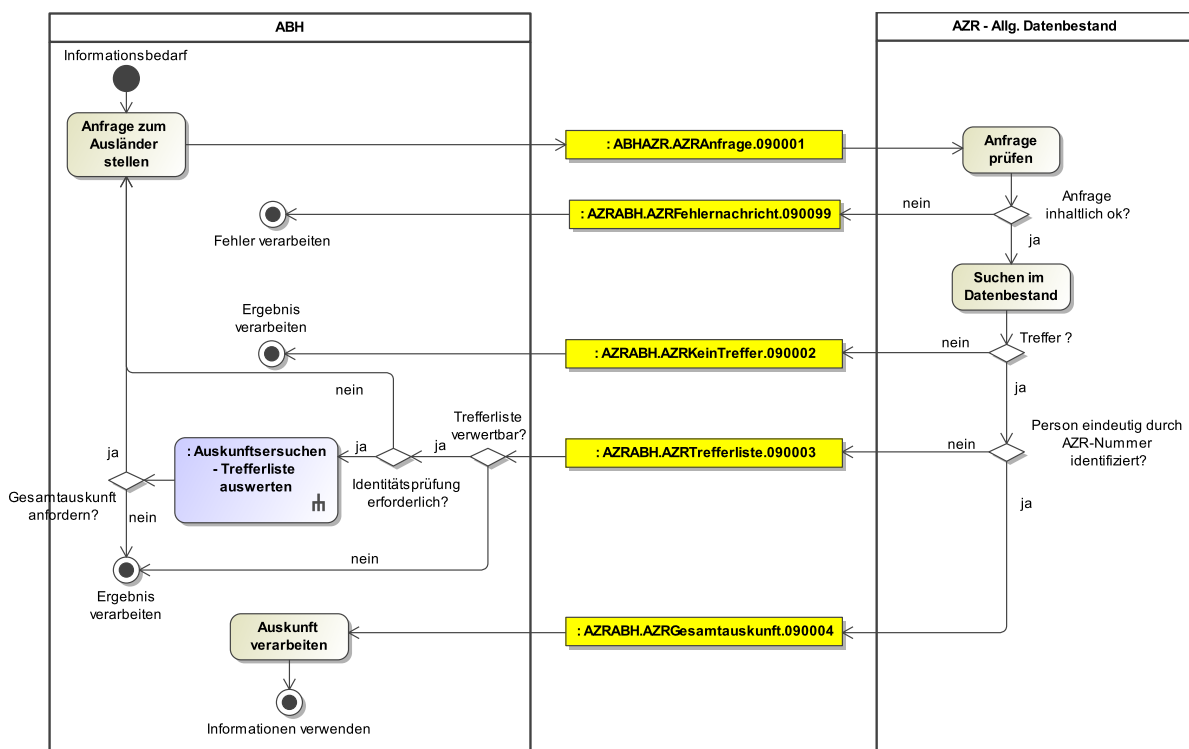 ABH
AZR - Allg. Datenbestand
Informationsbedarf
Anfrage zum
Ausländer
stellen
: ABHAZR.AZRAnfrage.090001
Anfrage
prüfen
Anfrage
inhaltlich ok?
nein
: AZRABH.AZRFehlernachricht.090099
Fehler verarbeiten
ja
Suchen im
Datenbestand
Ergebnis
verarbeiten
: AZRABH.AZRKeinTreffer.090002
nein
Treffer ?
ja
nein
Trefferliste
verwertbar?
Person eindeutig durch
AZR-Nummer
identifiziert?
nein
: AZRABH.AZRTrefferliste.090003
ja
ja
ja
: Auskunftsersuchen
- Trefferliste
auswerten
Identitätsprüfung
erforderlich?
Gesamtauskunft
anfordern?
nein
ja
nein
Ergebnis
verarbeiten
Auskunft
verarbeiten
: AZRABH.AZRGesamtauskunft.090004
Informationen verwenden